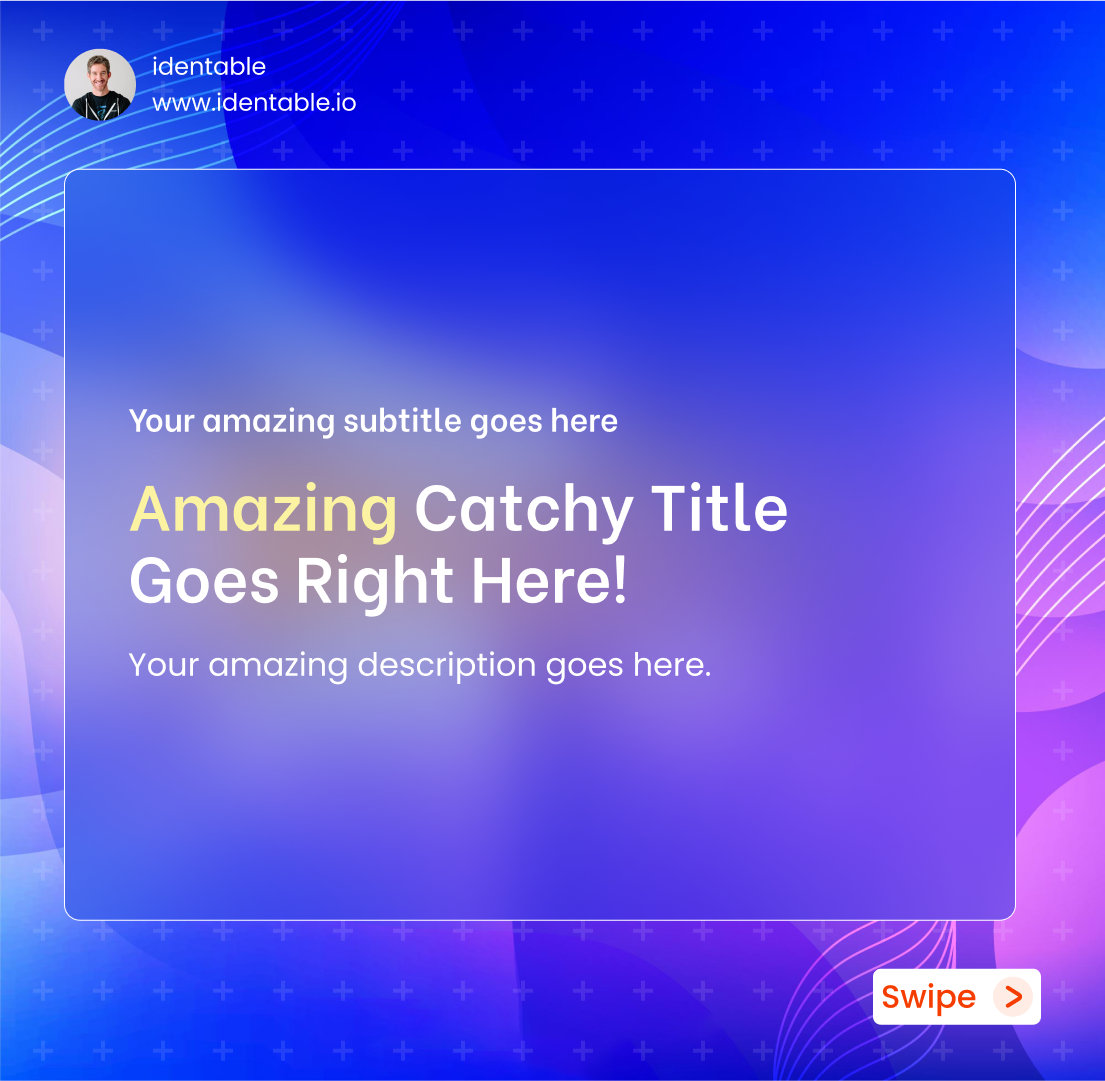 identable
www.identable.io
Your amazing subtitle goes here
Amazing Catchy Title
Goes Right Here!
Your amazing description goes here.
Swipe >